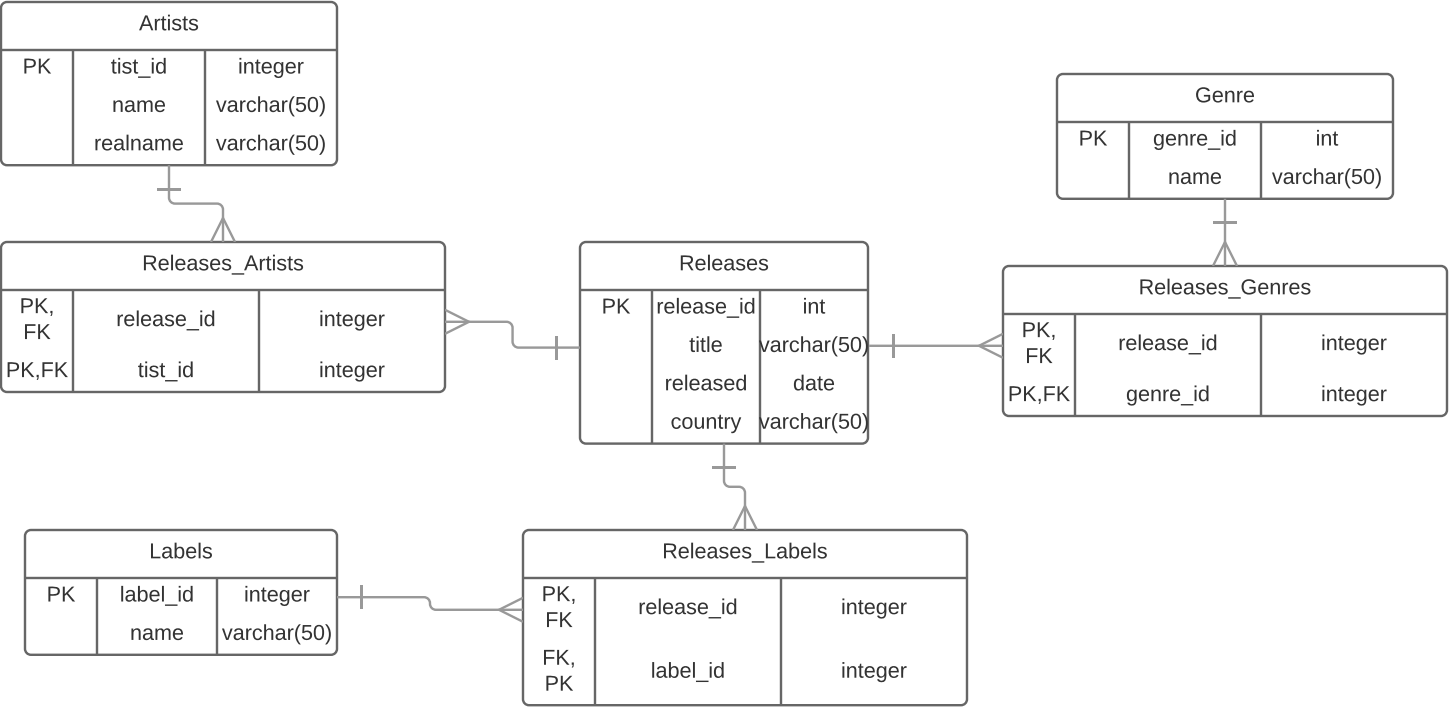 Artists
PK tist_id integer
name varchar(50)
realname varchar(50)
Genre
PK genre_id int
name varchar(50)
Releases_Artists
PK,
FK release_id integer
PK,FK tist_id integer
Releases
PK release_id int
title varchar(50)
released date
country varchar(50)
Releases_Genres
PK,
FK release_id integer
PK,FK genre_id integer
Labels
PK label_id integer
name varchar(50)
Releases_Labels
PK,
FK release_id integer
FK,
PK label_id integer